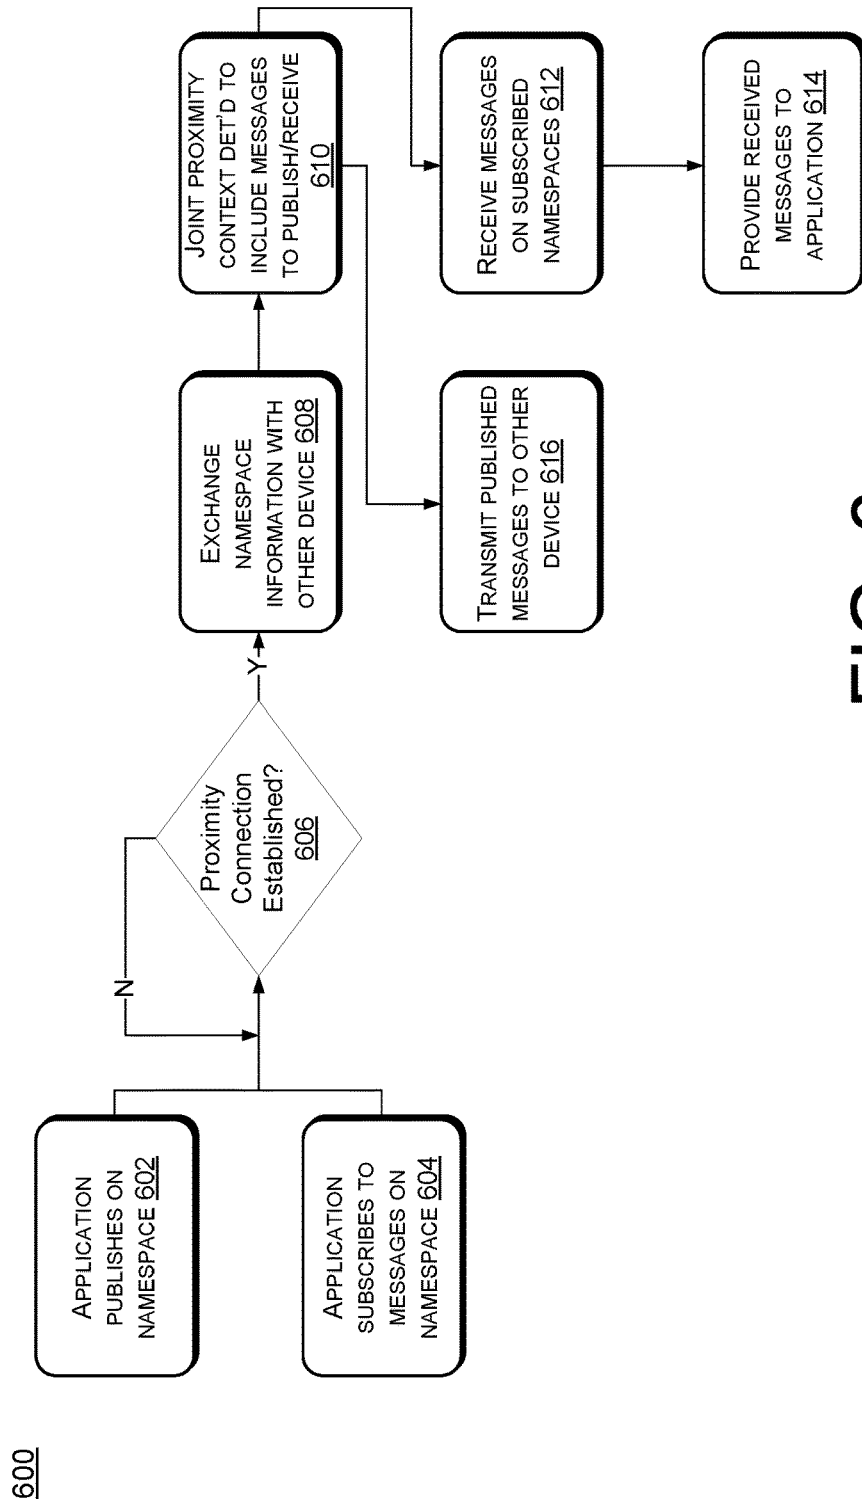 600
APPLICATION
PUBLISHES ON
NAMESPACE 602
APPLICATION
SUBSCRIBES TO
MESSAGES ON
NAMESPACE 604
N
Proximity
Connection
Established?
606
Y
EXCHANGE
NAMESPACE
INFORMATION WITH
OTHER DEVICE 608
JOINT PROXIMITY
CONTEXT DET'D TO
INCLUDE MESSAGES
TO PUBLISH/RECEIVE
610
TRANSMIT PUBLISHED
MESSAGES TO OTHER
DEVICE 616
RECEIVE MESSAGES
ON SUBSCRIBED
NAMESPACES 612
PROVIDE RECEIVED
MESSAGES TO
APPLICATION 614